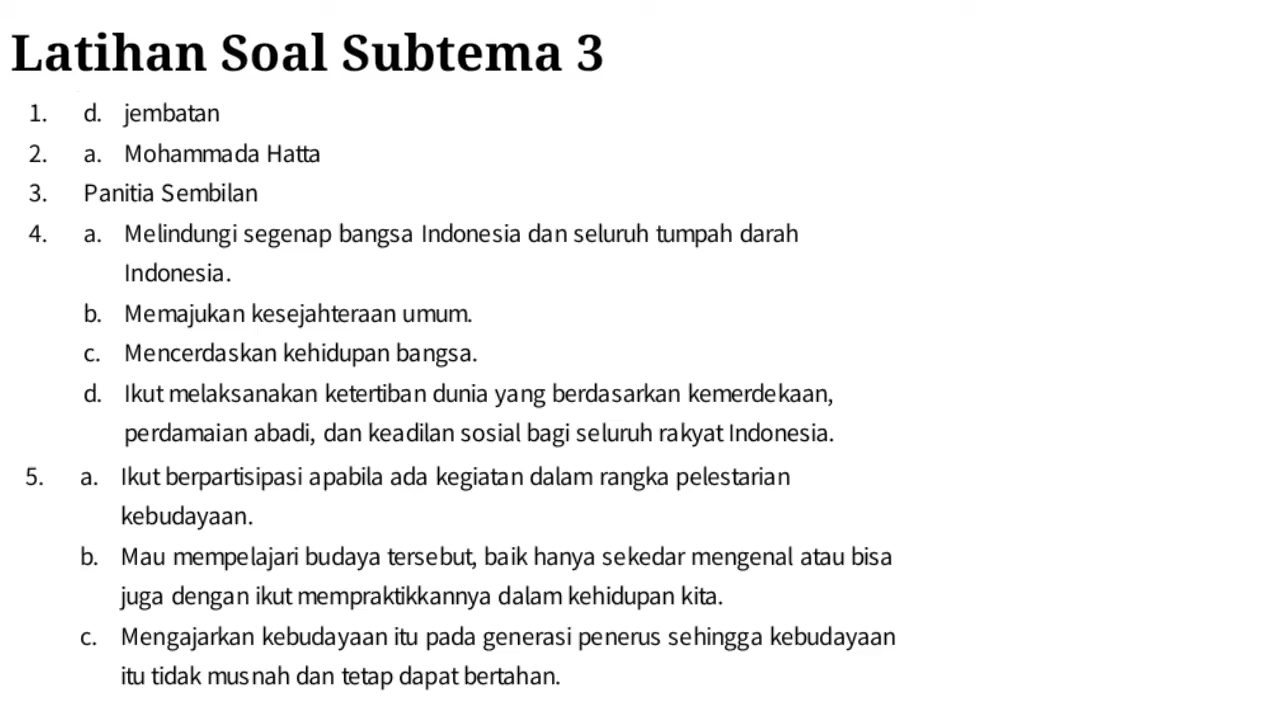 Latihan Soal Subtema 3
1. d. jembatan
2. a. Mohammada Hatta
3. Panitia Sembilan
4. a. Melindungi segenap bangsa Indonesia dan seluruh tumpah darah
Indonesia.
b. Memajukan kesejahteraan umum.
c. Mencerdaskan kehidupan bangsa.
d. Ikut melaksanakan ketertiban dunia yang berdasarkan kemerdekaan,
perdamaian abadi, dan keadilan sosial bagi seluruh rakyat Indonesia.
5. a. Ikut berpartisipasi apabila ada kegiatan dalam rangka pelestarian
kebudayaan.
b. Mau mempelajari budaya tersebut, baik hanya sekedar mengenal atau bisa
juga dengan ikut mempraktikkannya dalam kehidupan kita.
c. Mengajarkan kebudayaan itu pada generasi penerus sehingga kebudayaan
itu tidak musnah dan tetap dapat bertahan.